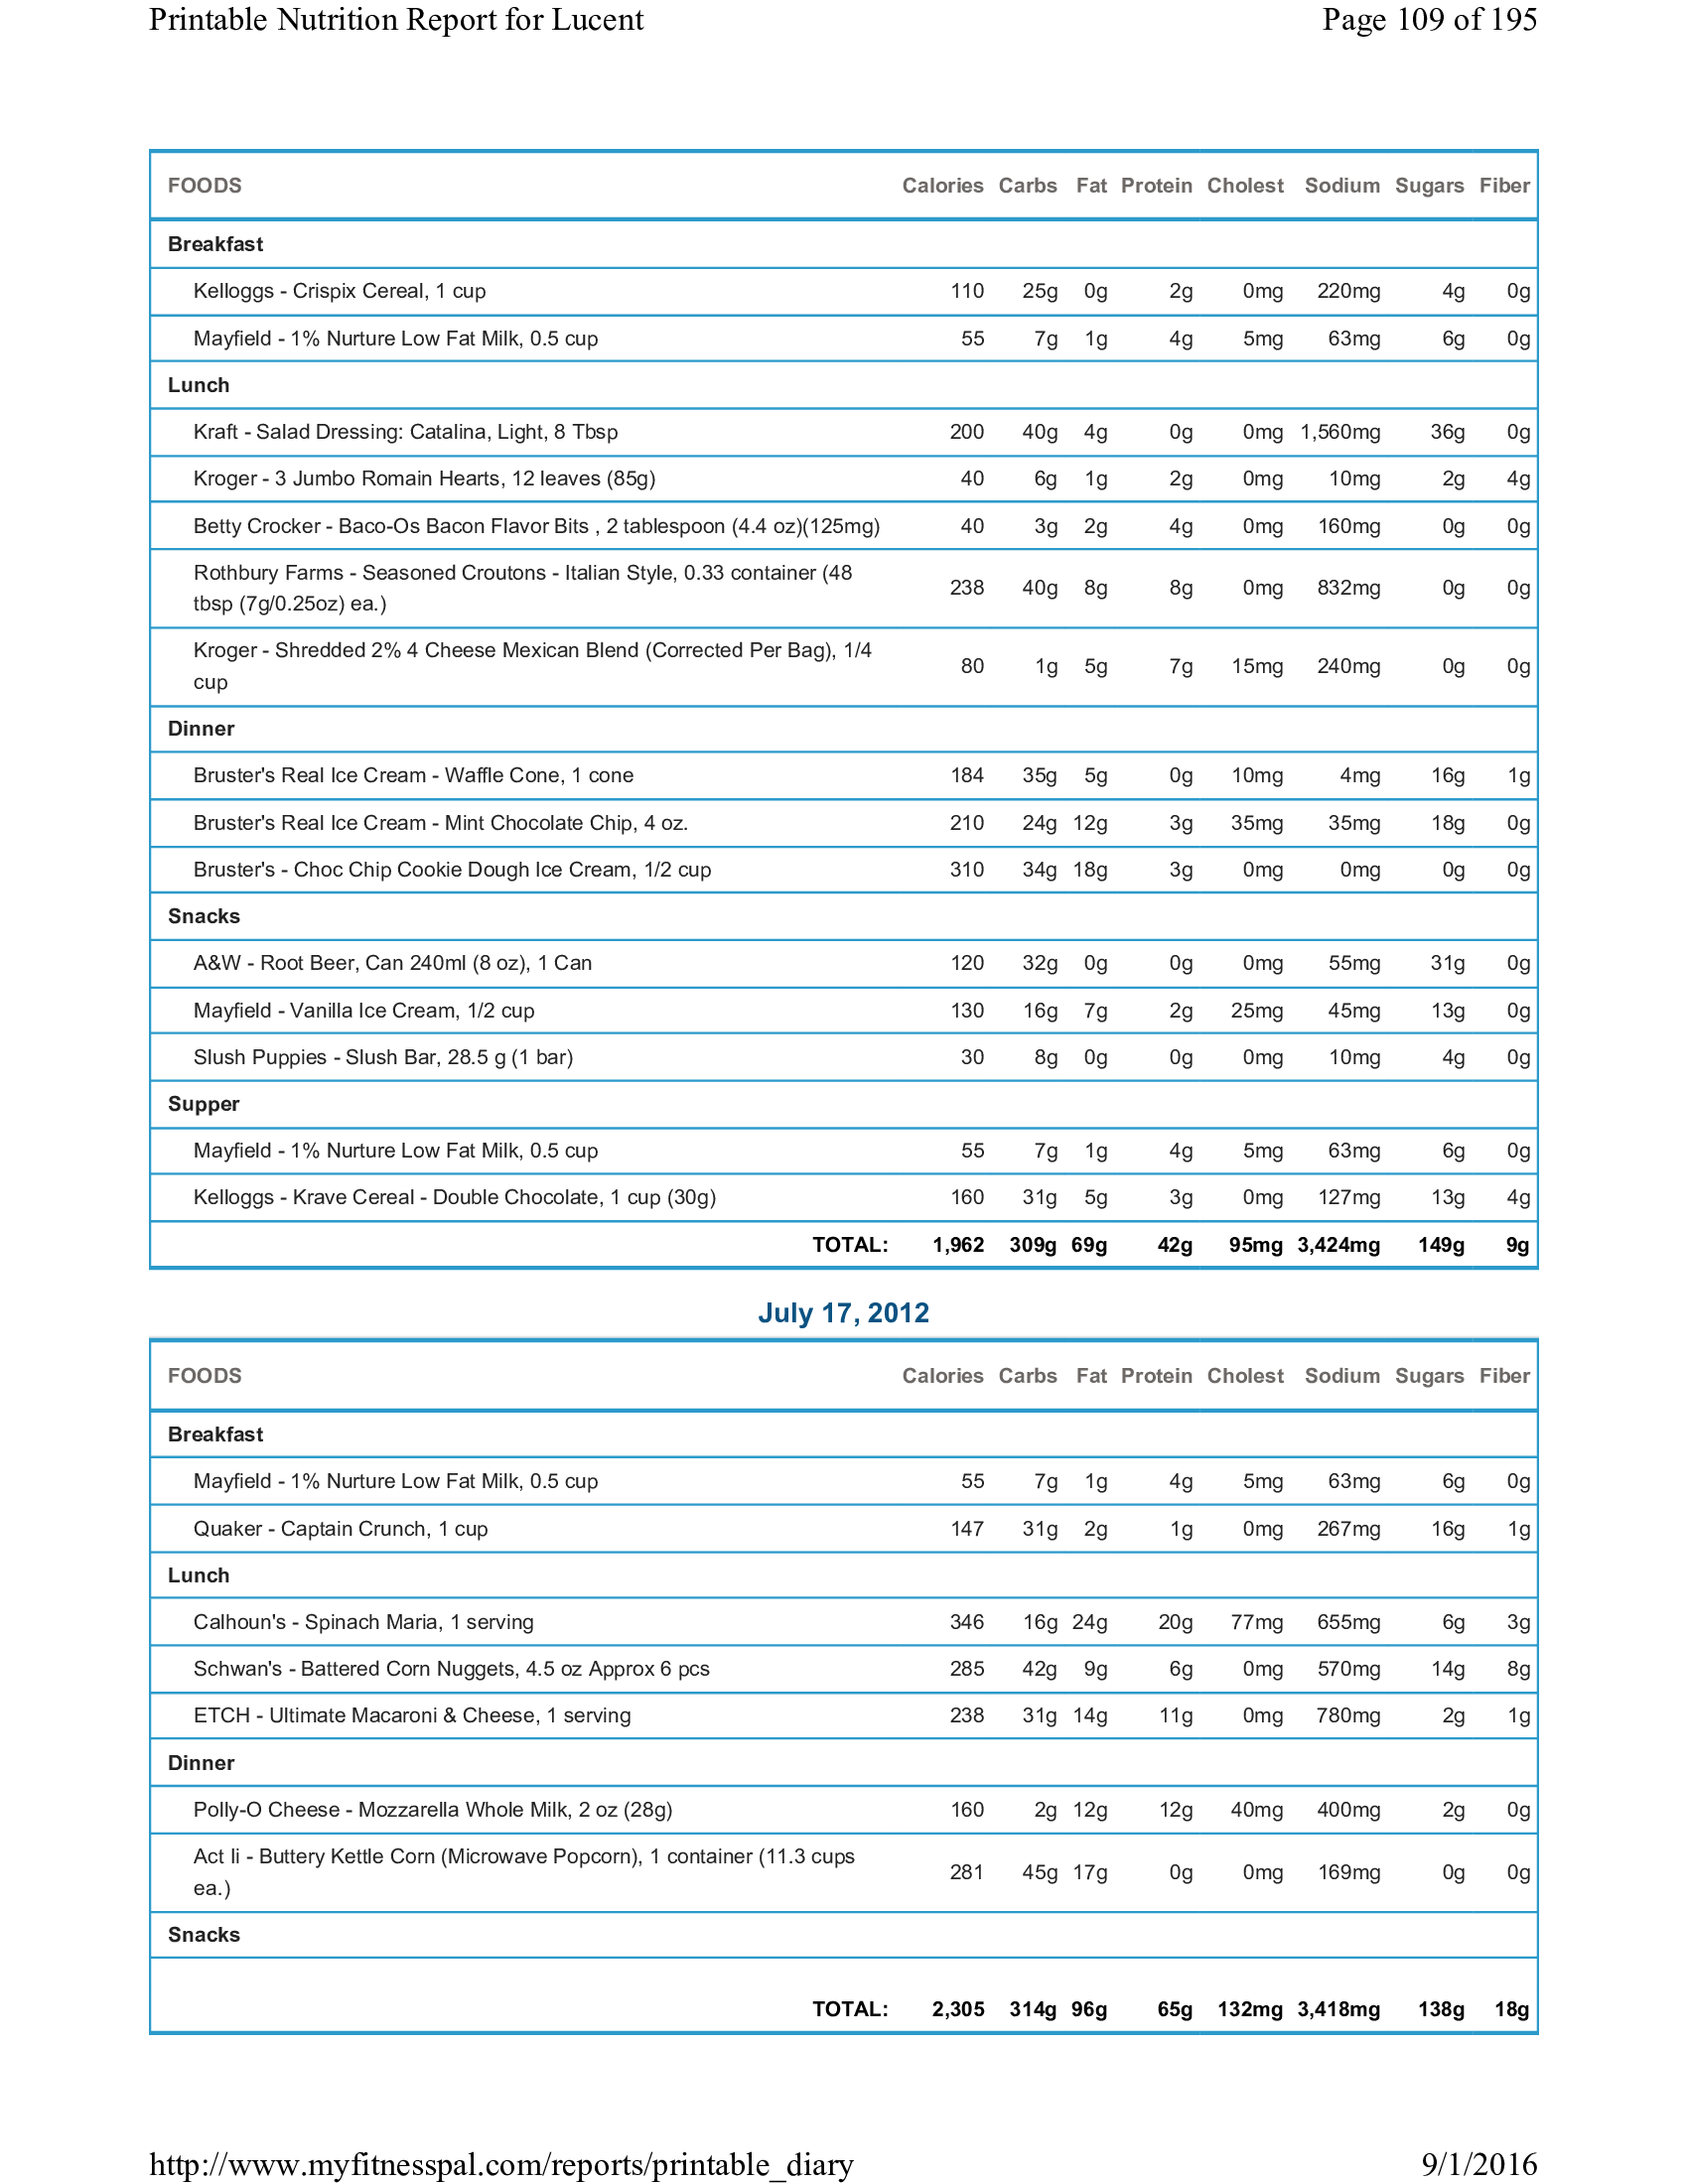 Printable Nutrition Report for Lucent Page 109 of 195
FOODS Calories Carbs Fat Protein Cholest Sodium Sugars Fiber
Breakfast
Kelloggs - Crispix Cereal, 1 cup 110 25g 0g 2g 0mg 220mg 4g 0g
Mayfield - 1% Nurture Low Fat Milk, 0.5 cup 55 7g 1g 4g 5mg 63mg 6g 0g
Lunch
Kraft - Salad Dressing: Catalina, Light, 8 Tbsp 200 40g 4g 0g 0mg 1,560mg 36g 0g
Kroger - 3 Jumbo Romain Hearts, 12 leaves (85g) 40 6g 1g 2g 0mg 10mg 2g 4g
Betty Crocker - Baco-Os Bacon Flavor Bits , 2 tablespoon (4.4 oz)(125mg) 40 3g 2g 4g 0mg 160mg 0g 0g
Rothbury Farms - Seasoned Croutons - Italian Style, 0.33 container (48
tbsp (7g/0.25oz) ea.) 238 40g 8g 8g 0mg 832mg 0g 0g
Kroger - Shredded 2% 4 Cheese Mexican Blend (Corrected Per Bag), 1/4
cup 80 1g 5g 7g 15mg 240mg 0g 0g
Dinner
Bruster's Real Ice Cream - Waffle Cone, 1 cone 184 35g 5g 0g 10mg 4mg 16g 1g
Bruster's Real Ice Cream - Mint Chocolate Chip, 4 oz. 210 24g 12g 3g 35mg 35mg 18g 0g
Bruster's - Choc Chip Cookie Dough Ice Cream, 1/2 cup 310 34g 18g 3g 0mg 0mg 0g 0g
Snacks
A&W - Root Beer, Can 240ml (8 oz), 1 Can 120 32g 0g 0g 0mg 55mg 31g 0g
Mayfield - Vanilla Ice Cream, 1/2 cup 130 16g 7g 2g 25mg 45mg 13g 0g
Slush Puppies - Slush Bar, 28.5 g (1 bar) 30 8g 0g 0g 0mg 10mg 4g 0g
Supper
Mayfield - 1% Nurture Low Fat Milk, 0.5 cup 55 7g 1g 4g 5mg 63mg 6g 0g
Kelloggs - Krave Cereal - Double Chocolate, 1 cup (30g) 160 31g 5g 3g 0mg 127mg 13g 4g
TOTAL: 1,962 309g 69g 42g 95mg 3,424mg 149g 9g
July 17, 2012
FOODS Calories Carbs Fat Protein Cholest Sodium Sugars Fiber
Breakfast
Mayfield - 1% Nurture Low Fat Milk, 0.5 cup 55 7g 1g 4g 5mg 63mg 6g 0g
Quaker - Captain Crunch, 1 cup 147 31g 2g 1g 0mg 267mg 16g 1g
Lunch
Calhoun's - Spinach Maria, 1 serving 346 16g 24g 20g 77mg 655mg 6g 3g
Schwan's - Battered Corn Nuggets, 4.5 oz Approx 6 pcs 285 42g 9g 6g 0mg 570mg 14g 8g
ETCH - Ultimate Macaroni & Cheese, 1 serving 238 31g 14g 11g 0mg 780mg 2g 1g
Dinner
Polly-O Cheese - Mozzarella Whole Milk, 2 oz (28g) 160 2g 12g 12g 40mg 400mg 2g 0g
Act Ii - Buttery Kettle Corn (Microwave Popcorn), 1 container (11.3 cups
ea.) 281 45g 17g 0g 0mg 169mg 0g 0g
Snacks
TOTAL: 2,305 314g 96g 65g 132mg 3,418mg 138g 18g
http://www.myfitnesspal.com/reports/printable_diary 9/1/2016